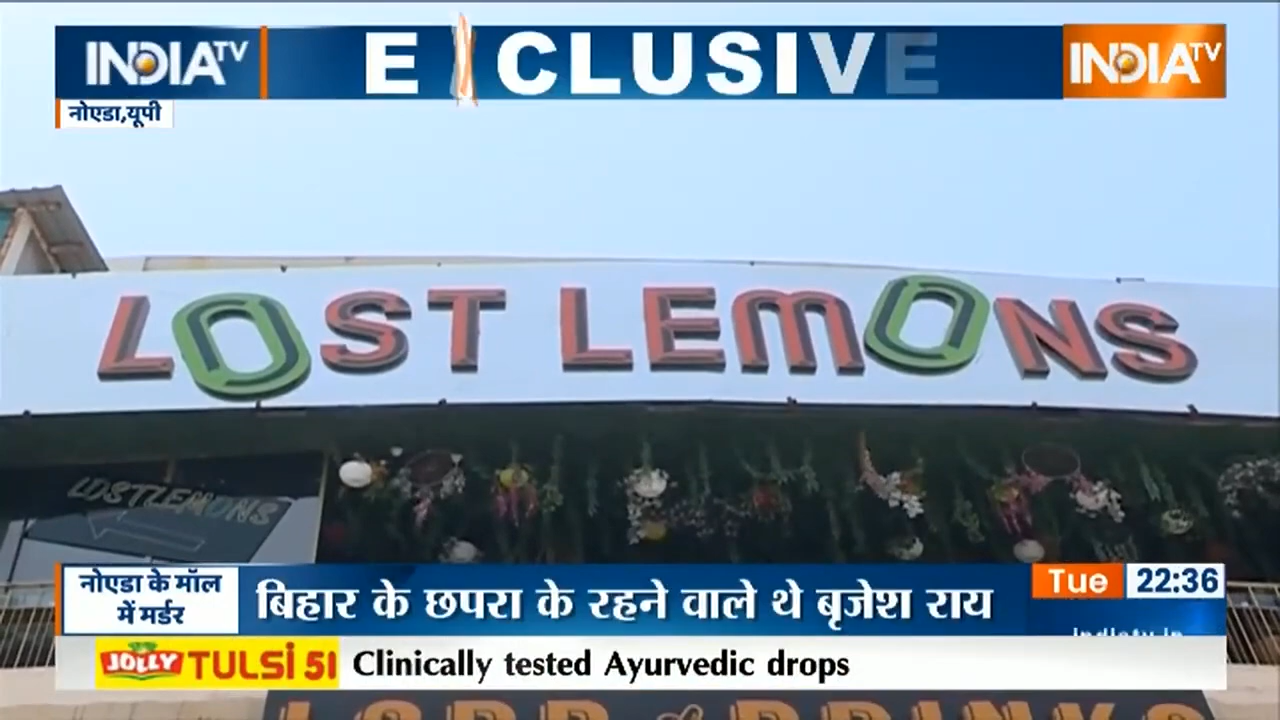 INDIA TV
EXCLUSIVE
INDIA TV
नोएडा,यूपी
LOST LEMONS
LOSTLEMONS
नोएडा के मॉल
में मर्डर
बिहार के छपरा के रहने वाले थे बृजेश राय
Tue 22:36
JOLLY TULSI 51 Clinically tested Ayurvedic drops